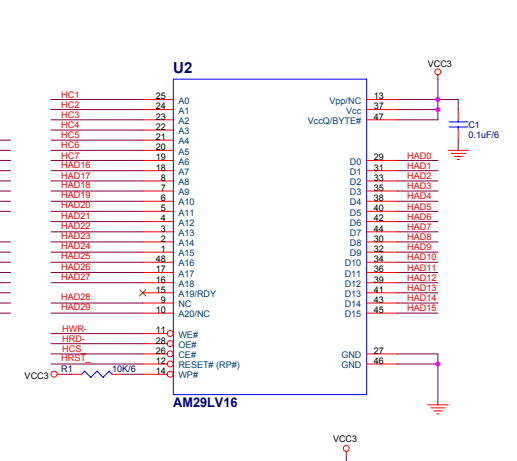 U2
VCC3
HC1 25 A0 Vpp/NC 13
HC2 24 A1 Vcc 37
HC3 23 A2 VccQ/BYTE# 47
HC4 22 A3 C1
HC5 21 A4 0.1uF/6
HC6 20 A5
HC7 19 A6 D0 29 HAD0
HAD16 18 A7 D1 31 HAD1
HAD17 8 A8 D2 33 HAD2
HAD18 7 A9 D3 35 HAD3
HAD19 6 A10 D4 38 HAD4
HAD20 5 A11 D5 40 HAD5
HAD21 4 A12 D6 42 HAD6
HAD22 3 A13 D7 44 HAD7
HAD23 2 A14 D8 30 HAD8
HAD24 1 A15 D9 32 HAD9
HAD25 48 A16 D10 34 HAD10
HAD26 17 A17 D11 36 HAD11
HAD27 16 A18 D12 39 HAD12
15 A19/RDY D13 41 HAD13
HAD28 9 NC D14 43 HAD14
HAD29 10 A20/NC D15 45 HAD15
HWR- 11 WE#
HRD- 28 OE#
HCS_ 26 CE# GND 27
HRST_ 12 RESET# (RP#) GND 46
VCC3 R1 10K/6 14 WP#
AM29LV16
VCC3